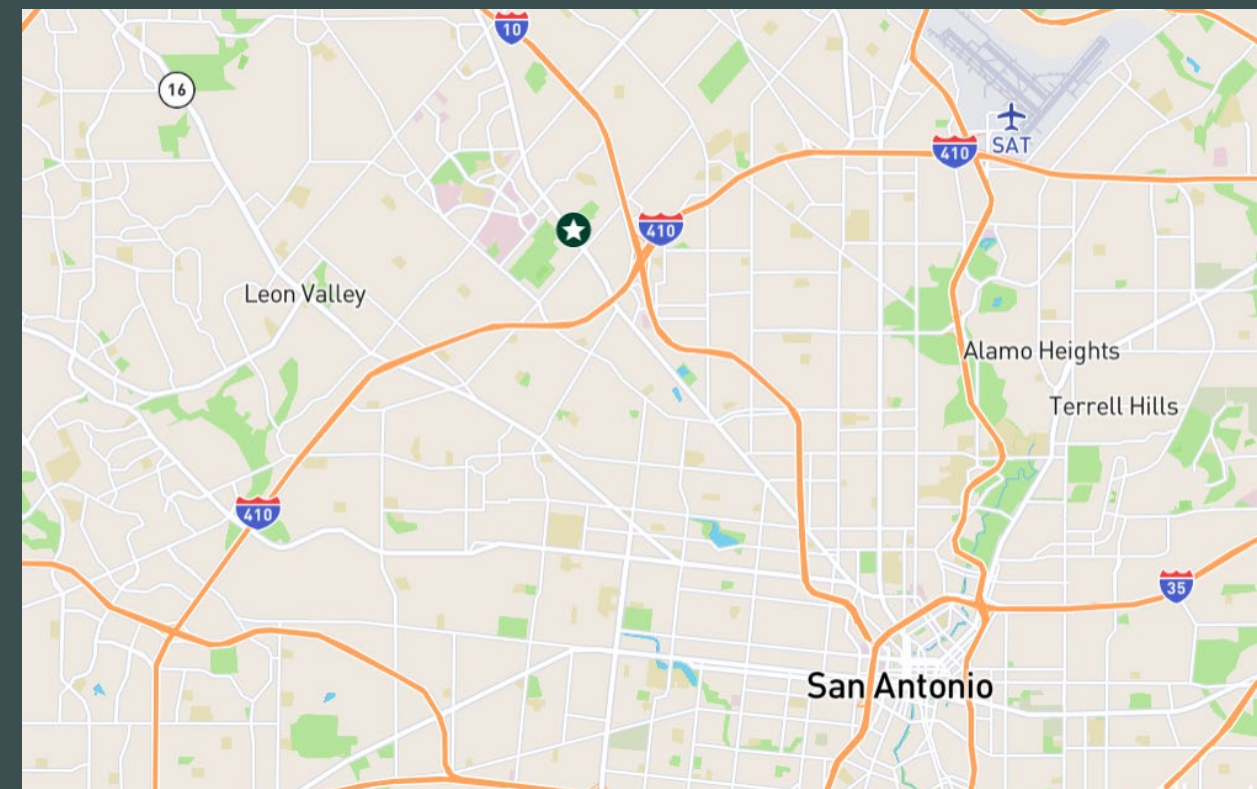 10
16
410
SAT
410
Leon Valley
Alamo Heights
Terrell Hills
410
35
San Antonio